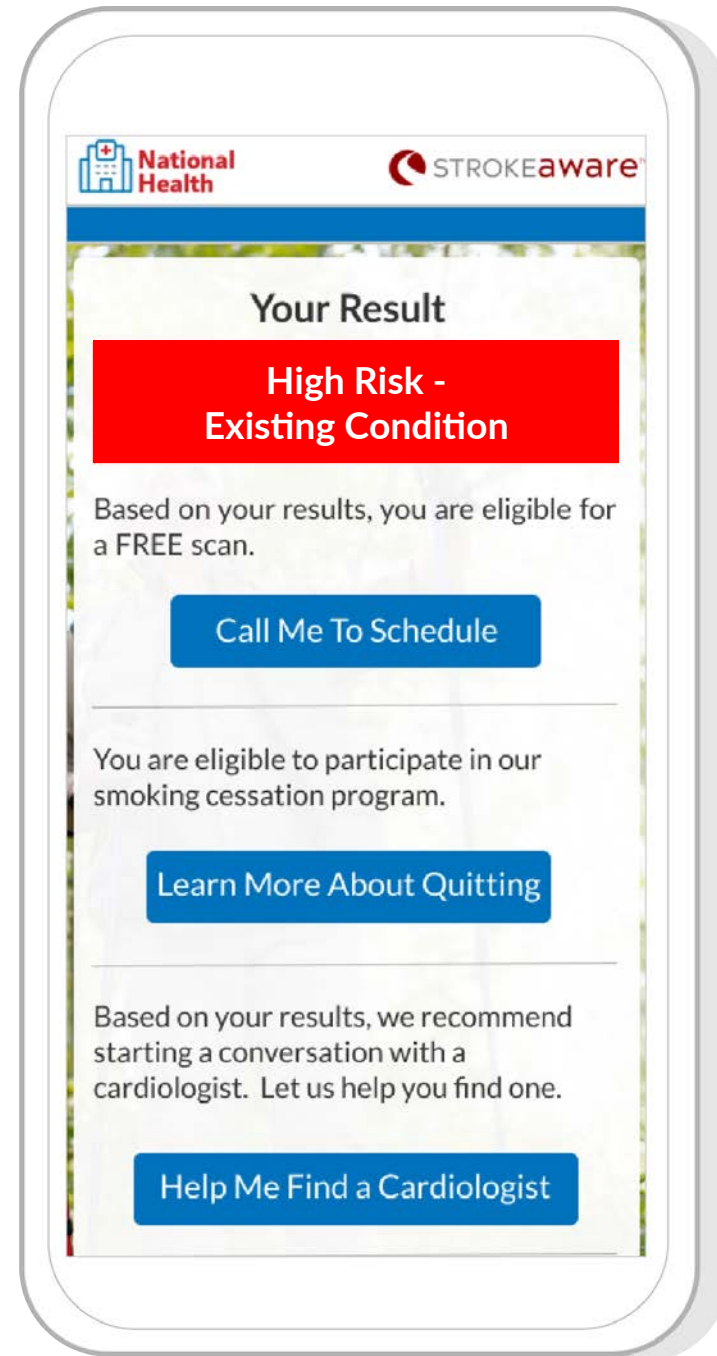 National
Health
STROKEaware™
Your Result
High Risk -
Existing Condition
Based on your results, you are eligible for
a FREE scan.
Call Me To Schedule
You are eligible to participate in our
smoking cessation program.
Learn More About Quitting
Based on your results, we recommend
starting a conversation with a
cardiologist. Let us help you find one.
Help Me Find a Cardiologist